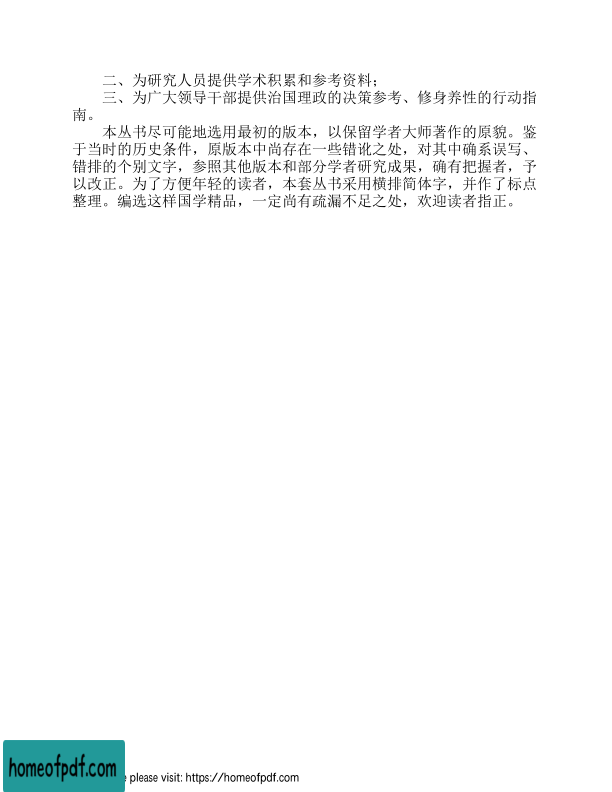 二、为研究人员提供学术积累和参考资料；
三、为广大领导干部提供治国理政的决策参考、修身养性的行动指
南。
本丛书尽可能地选用最初的版本，以保留学者大师著作的原貌。鉴
于当时的历史条件，原版本中尚存在一些错讹之处，对其中确系误写、
错排的个别文字，参照其他版本和部分学者研究成果，确有把握者，予
以改正。为了方便年轻的读者，本套丛书采用横排简体字，并作了标点
整理。编选这样国学精品，一定尚有疏漏不足之处，欢迎读者指正。
homeofpdf.com
please visit: https://homeofpdf.com